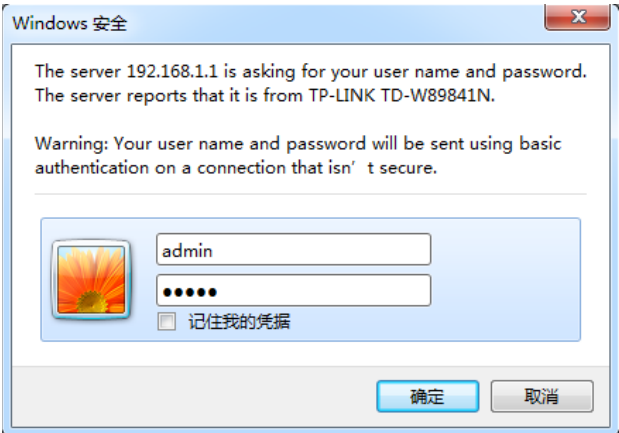 Windows 安全
The server 192.168.1.1 is asking for your user name and password.
The server reports that it is from TP-LINK TD-W89841N.
Warning: Your user name and password will be sent using basic
authentication on a connection that isn’t secure.
admin
●●●●●
记住我的凭据
确定
取消